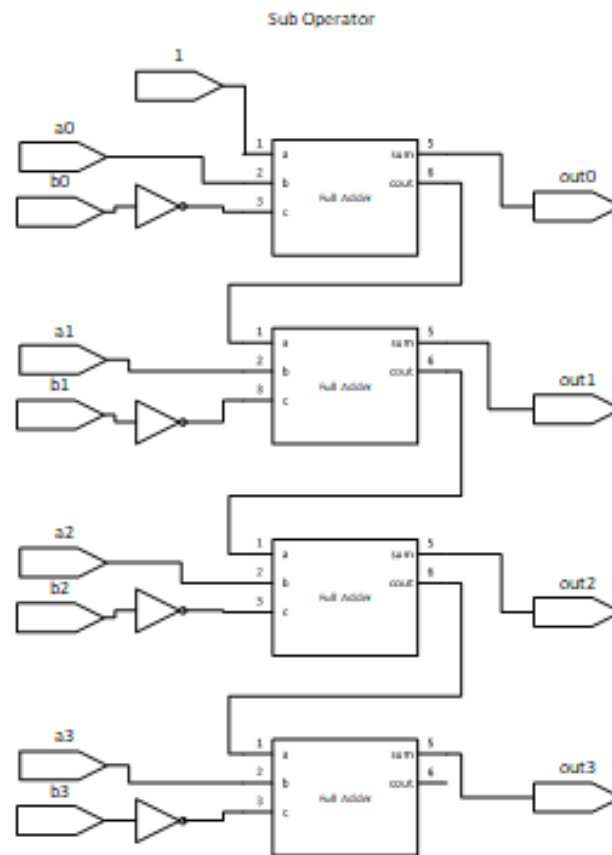 Sub Operator
1
a0
b0
1 a sum 5
2 b cout 6
3 c
Full Adder
out0
a1
b1
1 a sum 5
2 b cout 6
3 c
Full Adder
out1
a2
b2
1 a sum 5
2 b cout 6
3 c
Full Adder
out2
a3
b3
1 a sum 5
2 b cout 6
3 c
Full Adder
out3